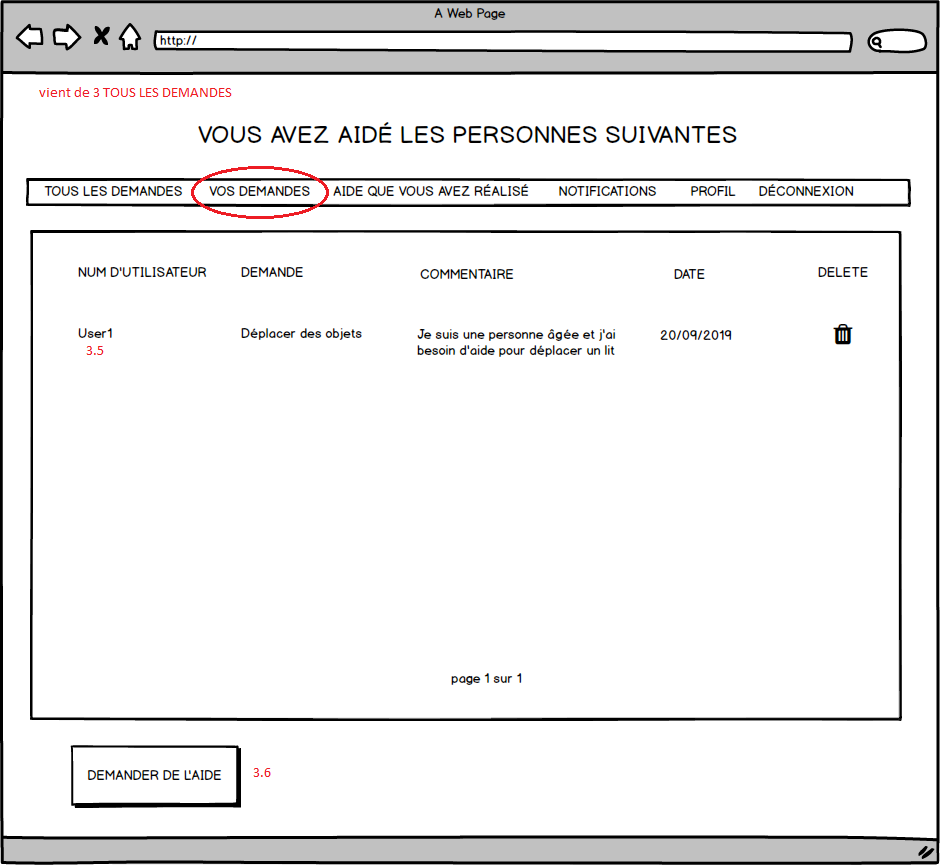 A Web Page
http://
vient de 3 TOUS LES DEMANDES
VOUS AVEZ AIDÉ LES PERSONNES SUIVANTES
TOUS LES DEMANDES VOS DEMANDES AIDE QUE VOUS AVEZ RÉALISÉ NOTIFICATIONS PROFIL DÉCONNEXION
NUM D'UTILISATEUR DEMANDE COMMENTAIRE DATE DELETE
User1 Déplacer des objets Je suis une personne âgée et j'ai 20/09/2019
3.5 besoin d'aide pour déplacer un lit
page 1 sur 1
DEMANDER DE L'AIDE 3.6